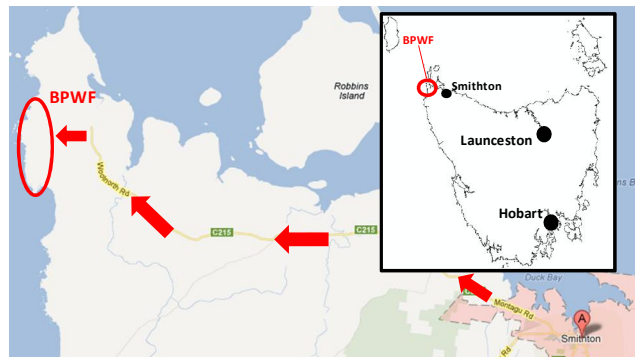 BPWF
Robbins
Island
Woolnorth Rd
C215
C215
BPWF
Smithton
Launceston
Hobart
Duck Bay
Montagu Rd
A
Smithton